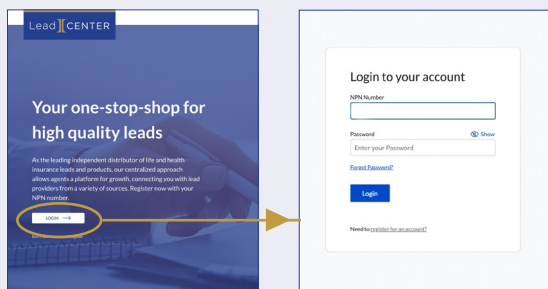 Lead CENTER
Your one-stop-shop for
high quality leads
As the leading independent distributor of life and health
insurance leads and products, our centralized approach
allows agents a platform for growth, connecting you with lead
providers from a variety of sources. Register now with your
NPN number.
LOGIN
Login to your account
NPN Number
Password
Show
Enter your Password
Forgot Password?
Login
Need to register for an account?